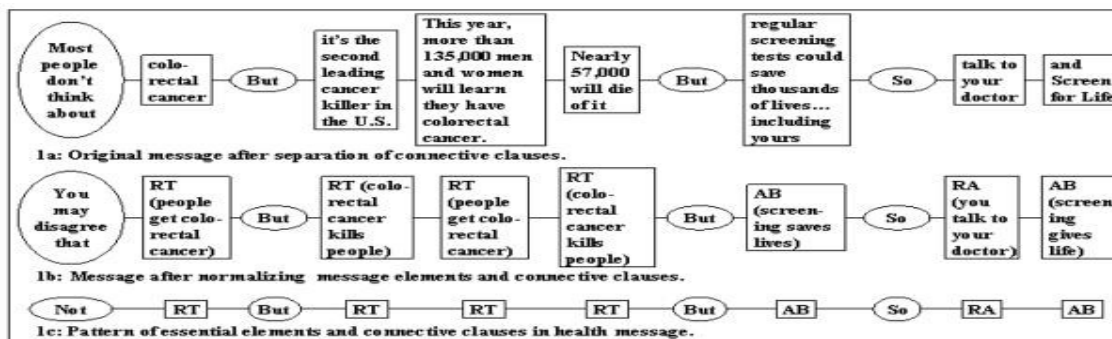 Most
people
don't
think
about
colo-
rectal
cancer
But
it's the
second
leading
cancer
killer in
the U.S.
This year,
more than
135,000 men
and women
will learn
they have
colorectal
cancer.
Nearly
57,000
will die
of it
But
regular
screening
tests could
save
thousands
of lives...
including
yours
So
talk to
your
doctor
and
Screen
for Life
1a: Original message after separation of connective clauses.
You
may
disagree
that
RT
(people
get colo-
rectal
cancer)
But
RT (colo-
rectal
cancer
kills
people)
RT
(people
get colo-
rectal
cancer)
RT
(colo-
rectal
cancer
kills
people)
But
AB
(screen-
ing saves
lives)
So
RA
(you
talk to
your
doctor)
AB
(screen-
ing
gives
life)
1b: Message after normalizing message elements and connective clauses.
Not
RT
But
RT
RT
RT
But
AB
So
RA
AB
1c: Pattern of essential elements and connective clauses in health message.